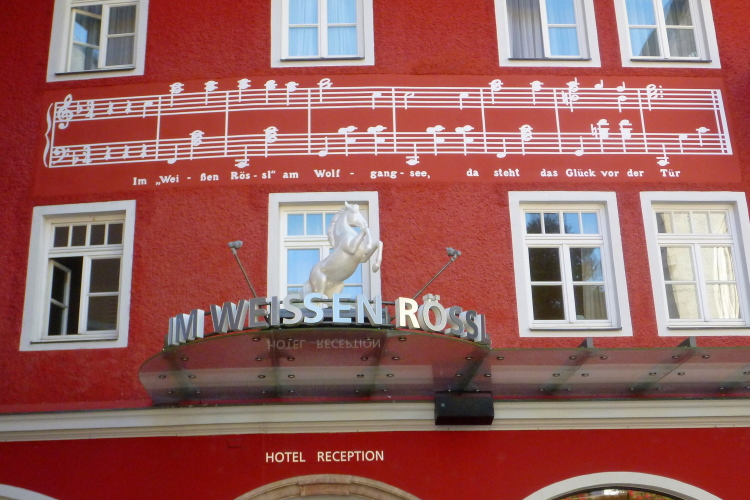 Im „Wei - ßen Rös - sl" am Wolf - gang - see, da steht das Glück vor der Tür
IM WEISSEN RÖSSL
HOTEL RECEPTION
HOTEL RECEPTION